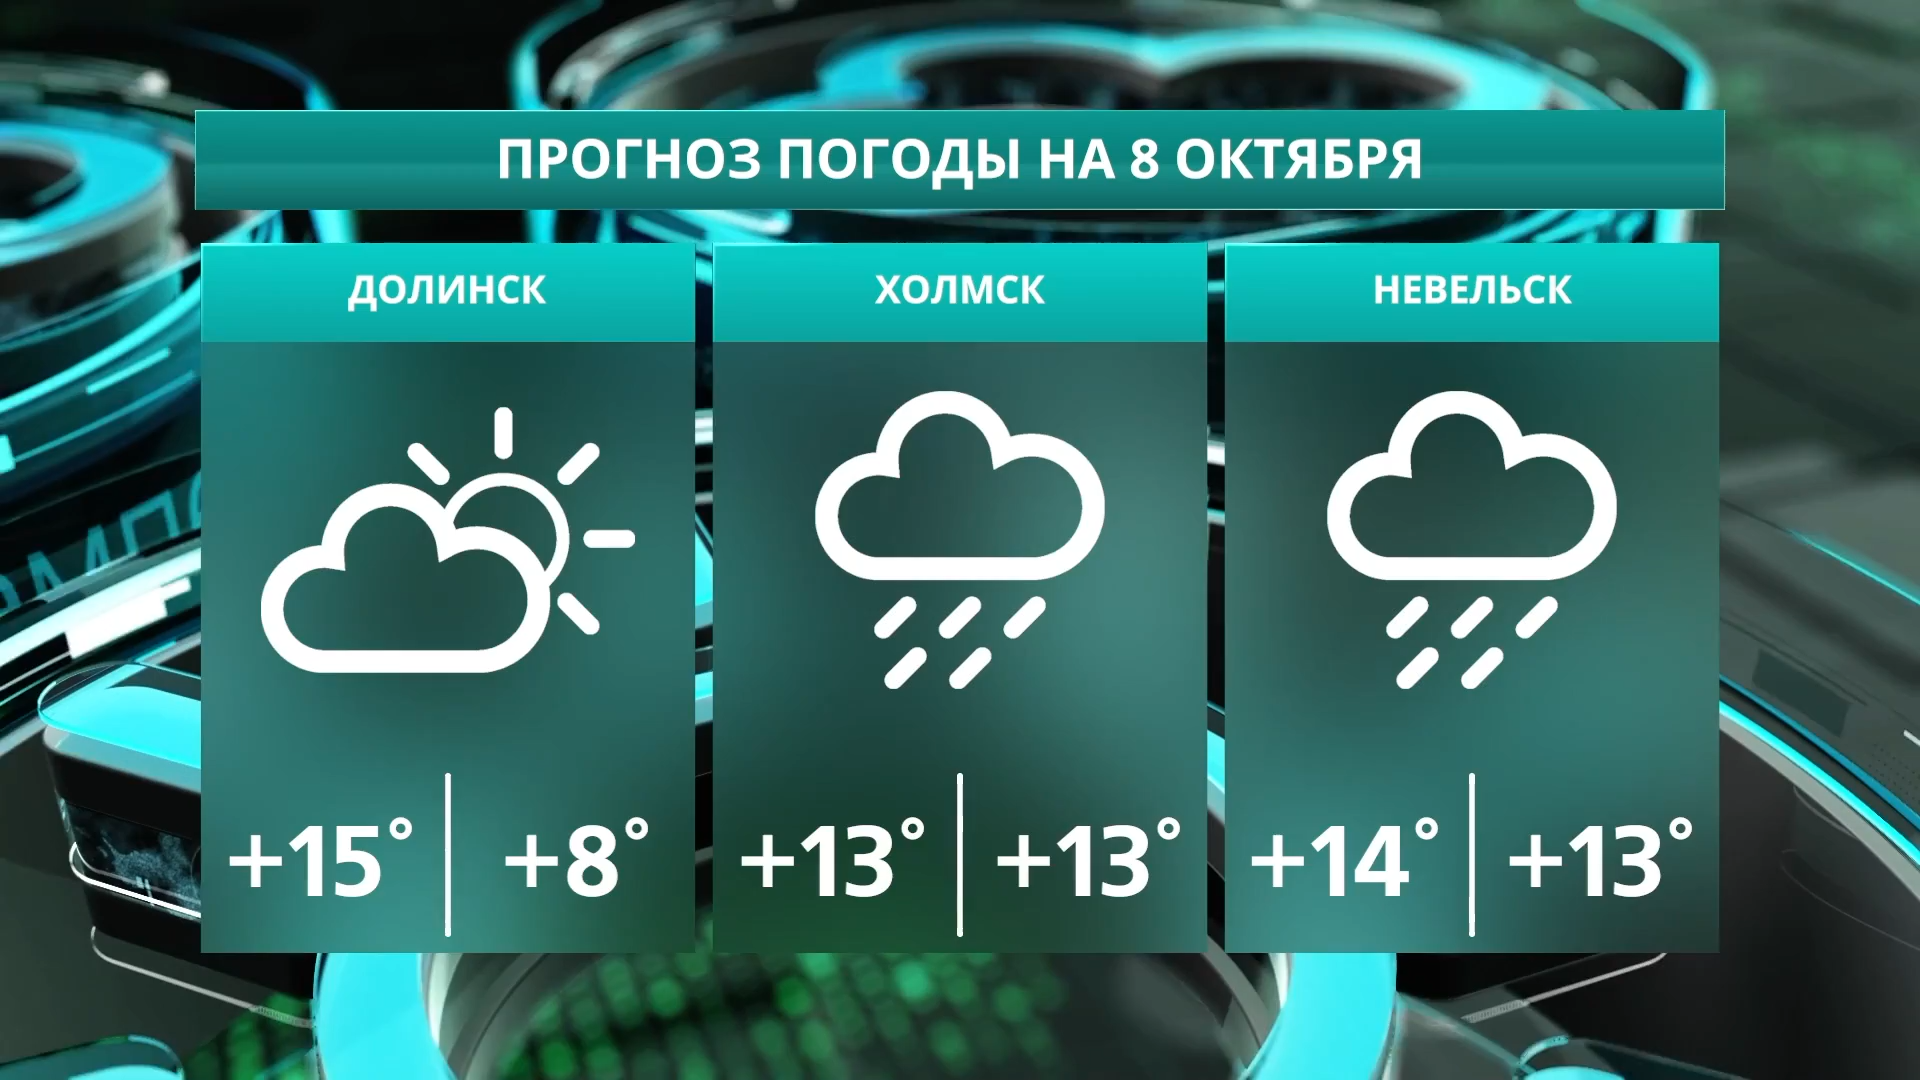 ПРОГНОЗ ПОГОДЫ НА 8 ОКТЯБРЯ
ДОЛИНСК
+15° +8°
ХОЛМСК
+13° +13°
НЕВЕЛЬСК
+14° +13°